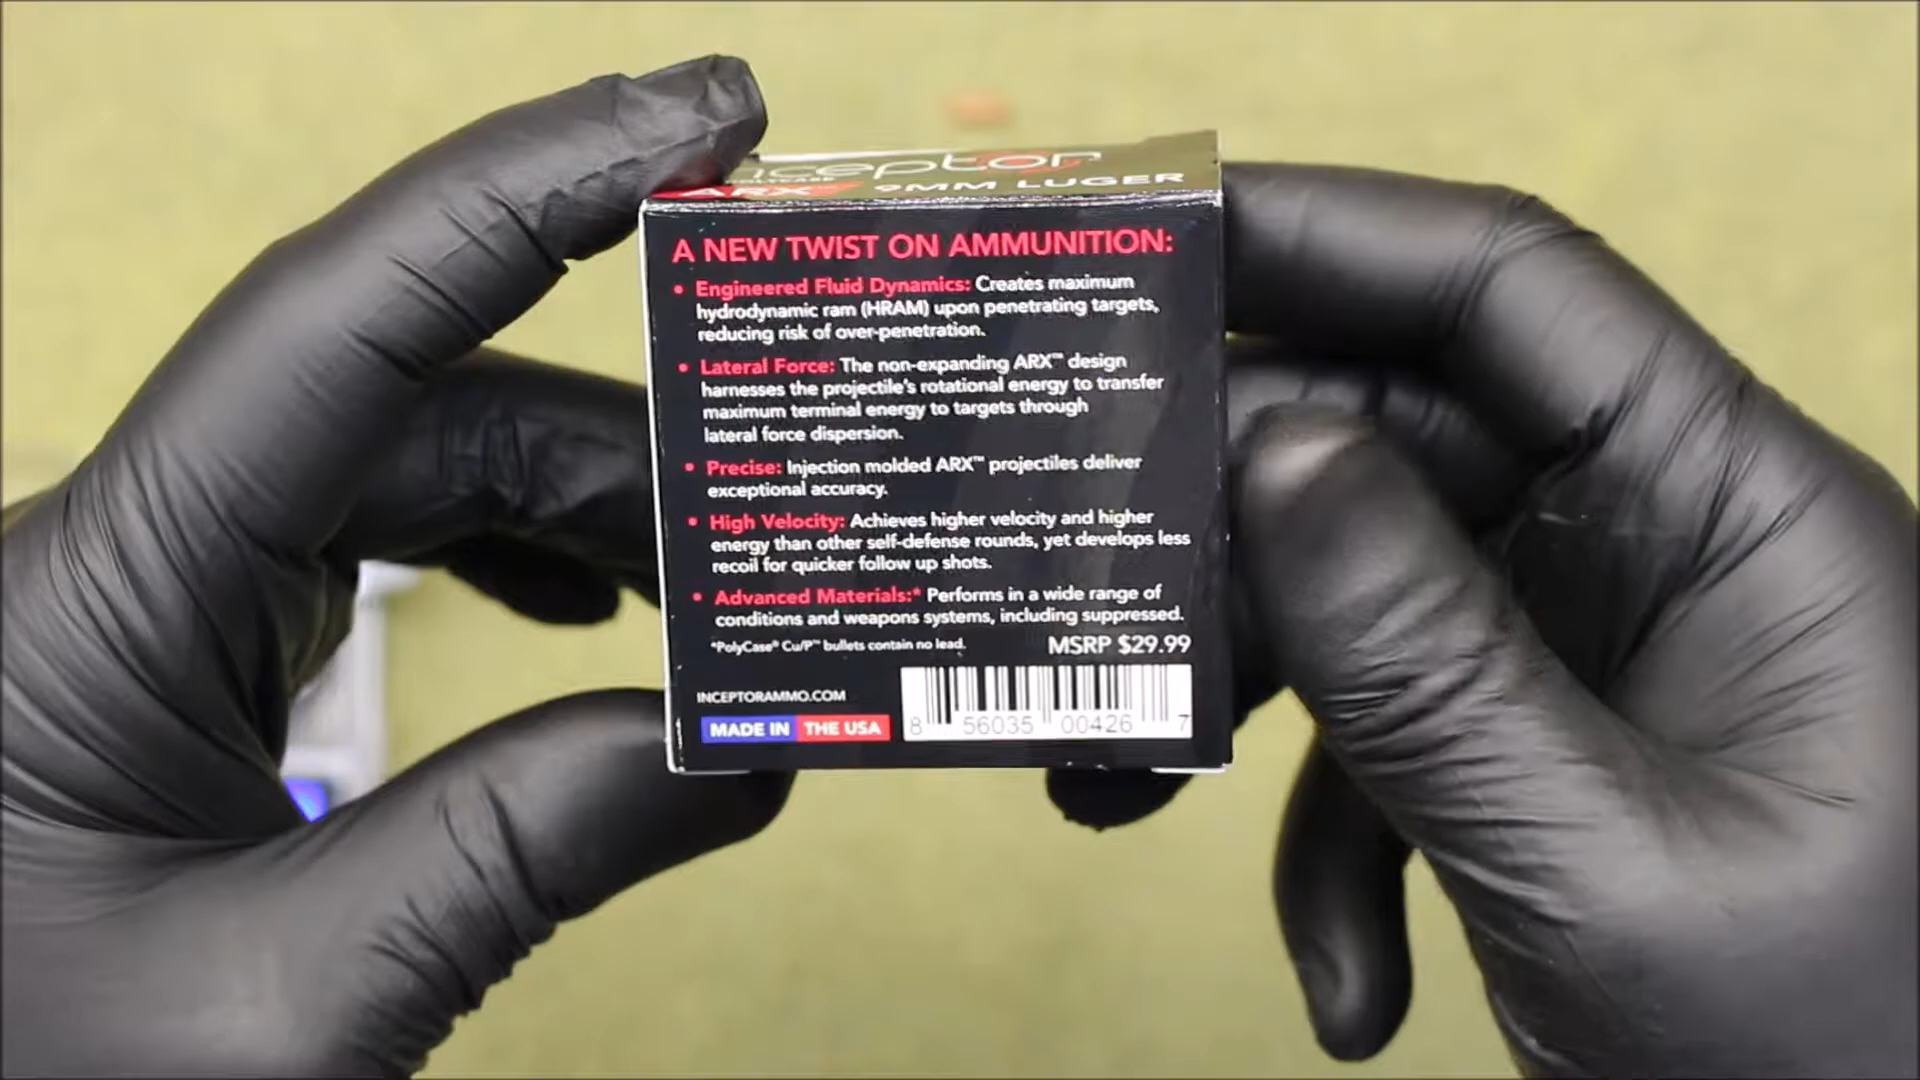 inceptor
POLYCASE
ARX™ 9MM LUGER
A NEW TWIST ON AMMUNITION:
• Engineered Fluid Dynamics: Creates maximum
hydrodynamic ram (HRAM) upon penetrating targets,
reducing risk of over-penetration.
• Lateral Force: The non-expanding ARX™ design
harnesses the projectile's rotational energy to transfer
maximum terminal energy to targets through
lateral force dispersion.
• Precise: Injection molded ARX™ projectiles deliver
exceptional accuracy.
• High Velocity: Achieves higher velocity and higher
energy than other self-defense rounds, yet develops less
recoil for quicker follow up shots.
• Advanced Materials:* Performs in a wide range of
conditions and weapons systems, including suppressed.
*PolyCase® Cu/P™ bullets contain no lead.
MSRP $29.99
INCEPTORAMMO.COM
MADE IN THE USA
8 56035 00426 7